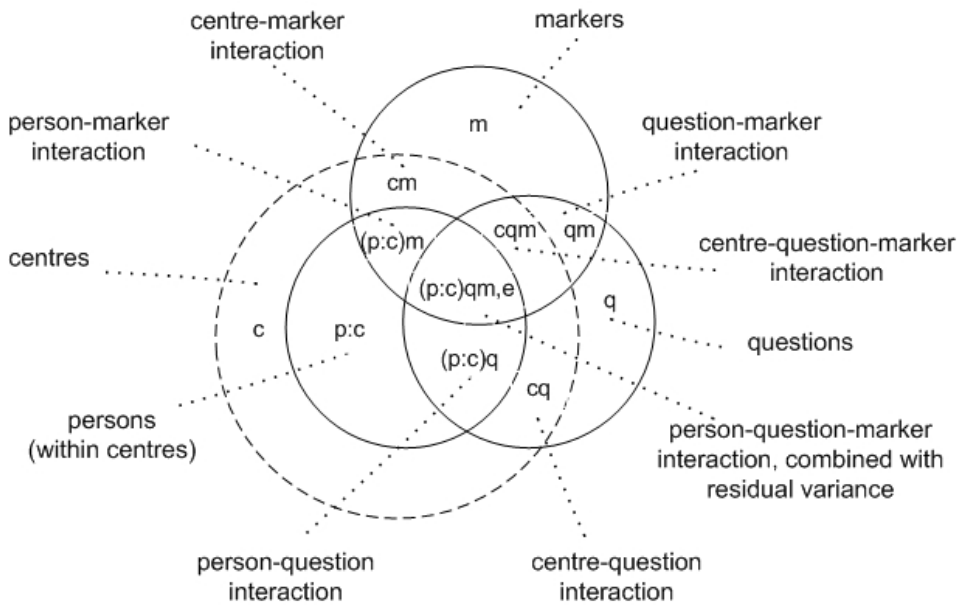 centre-marker
interaction
markers
person-marker
interaction
m
question-marker
interaction
cm
(p:c)m
cqm
qm
centre-question-marker
interaction
centres
(p:c)qm,e
q
c
p:c
questions
(p:c)q
cq
persons
(within centres)
person-question-marker
interaction, combined with
residual variance
person-question
interaction
centre-question
interaction